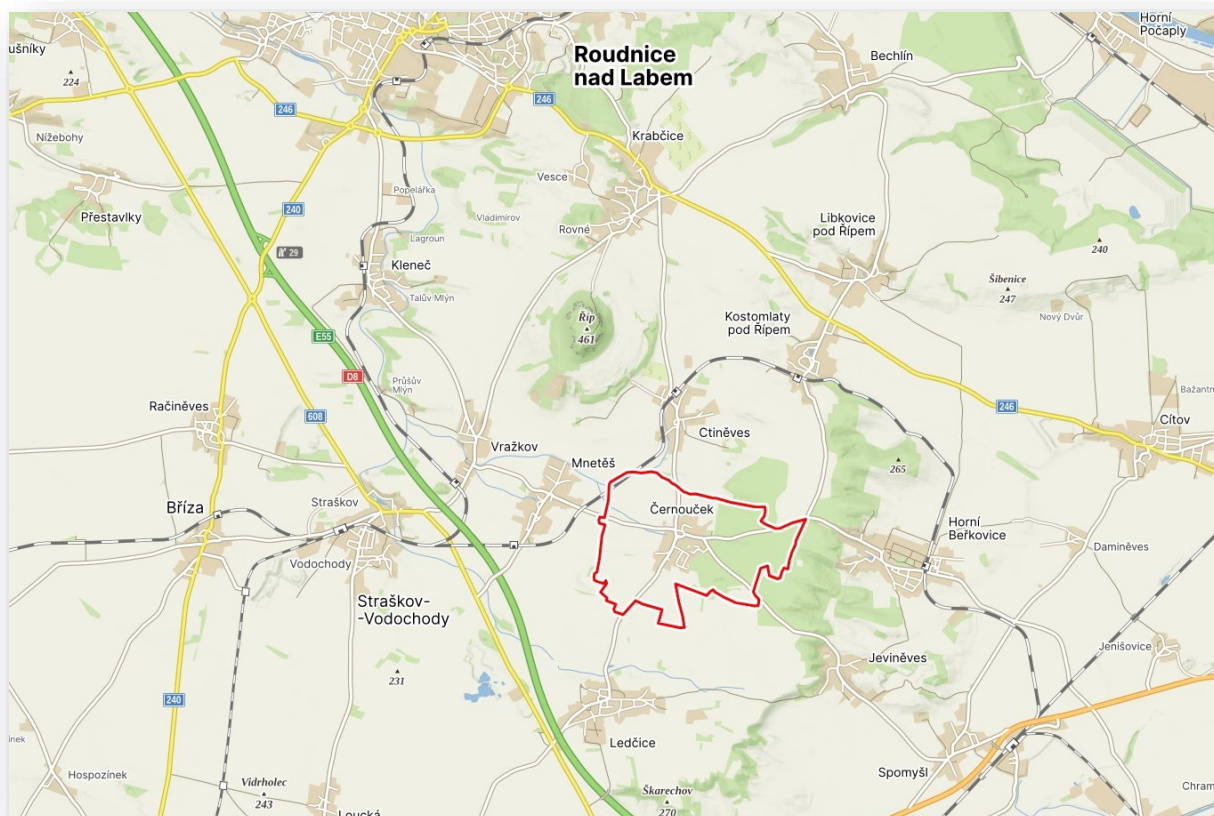 Horní
Počaply
ušníky
224
Roudnice
nad Labem
Bechlín
246
246
246
Nížebohy
Krabčice
Vesce
Přestavlky
240
Popelářka
Vladimírov
Rovné
Libkovice
pod Řípem
240
Lagroun
29
Kleneč
Talův Mlýn
Šibenice
247
Nový Dvůr
Říp
461
Kostomlaty
pod Řípem
E55
D8
Průšův
Mlýn
608
Račiněves
246
Bažantn
Cítov
Ctiněves
Vražkov
Mnetěš
265
Straškov
Bříza
Černouček
Horní
Beřkovice
Daminěves
Vodochody
Straškov-
-Vodochody
Jeviněves
Jenišovice
231
240
Ledčice
inek
Hospozínek
Vidrholec
243
Loucká
Škarechov
270
Spomyšl
Chram